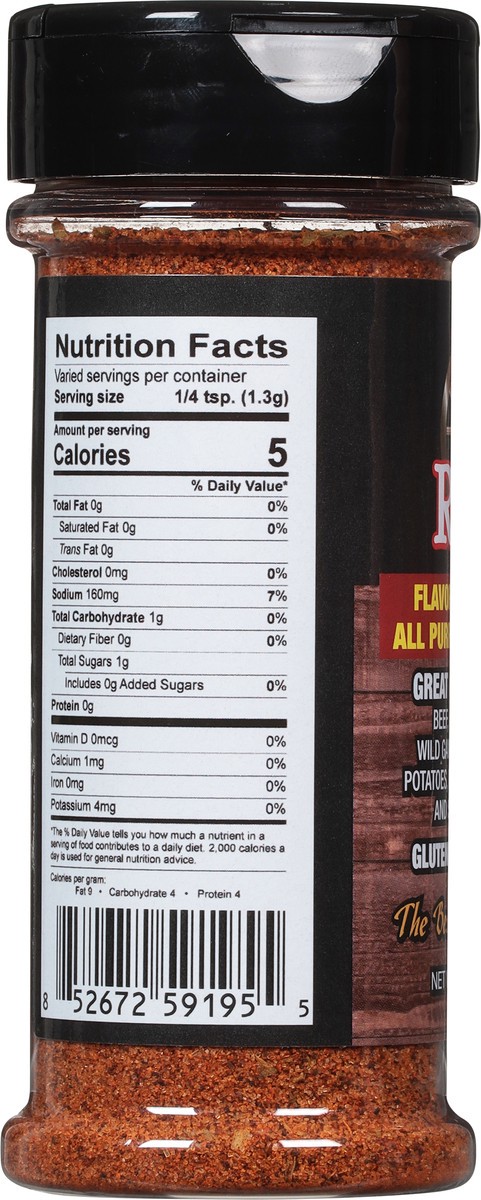 Nutrition Facts
Varied servings per container
Serving size 1/4 tsp. (1.3g)
Amount per serving
Calories 5
% Daily Value*
Total Fat 0g 0%
Saturated Fat 0g 0%
Trans Fat 0g
Cholesterol 0mg 0%
Sodium 160mg 7%
Total Carbohydrate 1g 0%
Dietary Fiber 0g 0%
Total Sugars 1g
Includes 0g Added Sugars 0%
Protein 0g
Vitamin D 0mcg 0%
Calcium 1mg 0%
Iron 0mg 0%
Potassium 4mg 0%
*The % Daily Value tells you how much a nutrient in a
serving of food contributes to a daily diet. 2,000 calories a
day is used for general nutrition advice.
Calories per gram:
Fat 9 • Carbohydrate 4 • Protein 4
8 52672 59195 5
R
FLAVO
ALL PUR
GREAT
BEEF
WILD GA
POTATOES
AND
GLUTE
The Be
NET